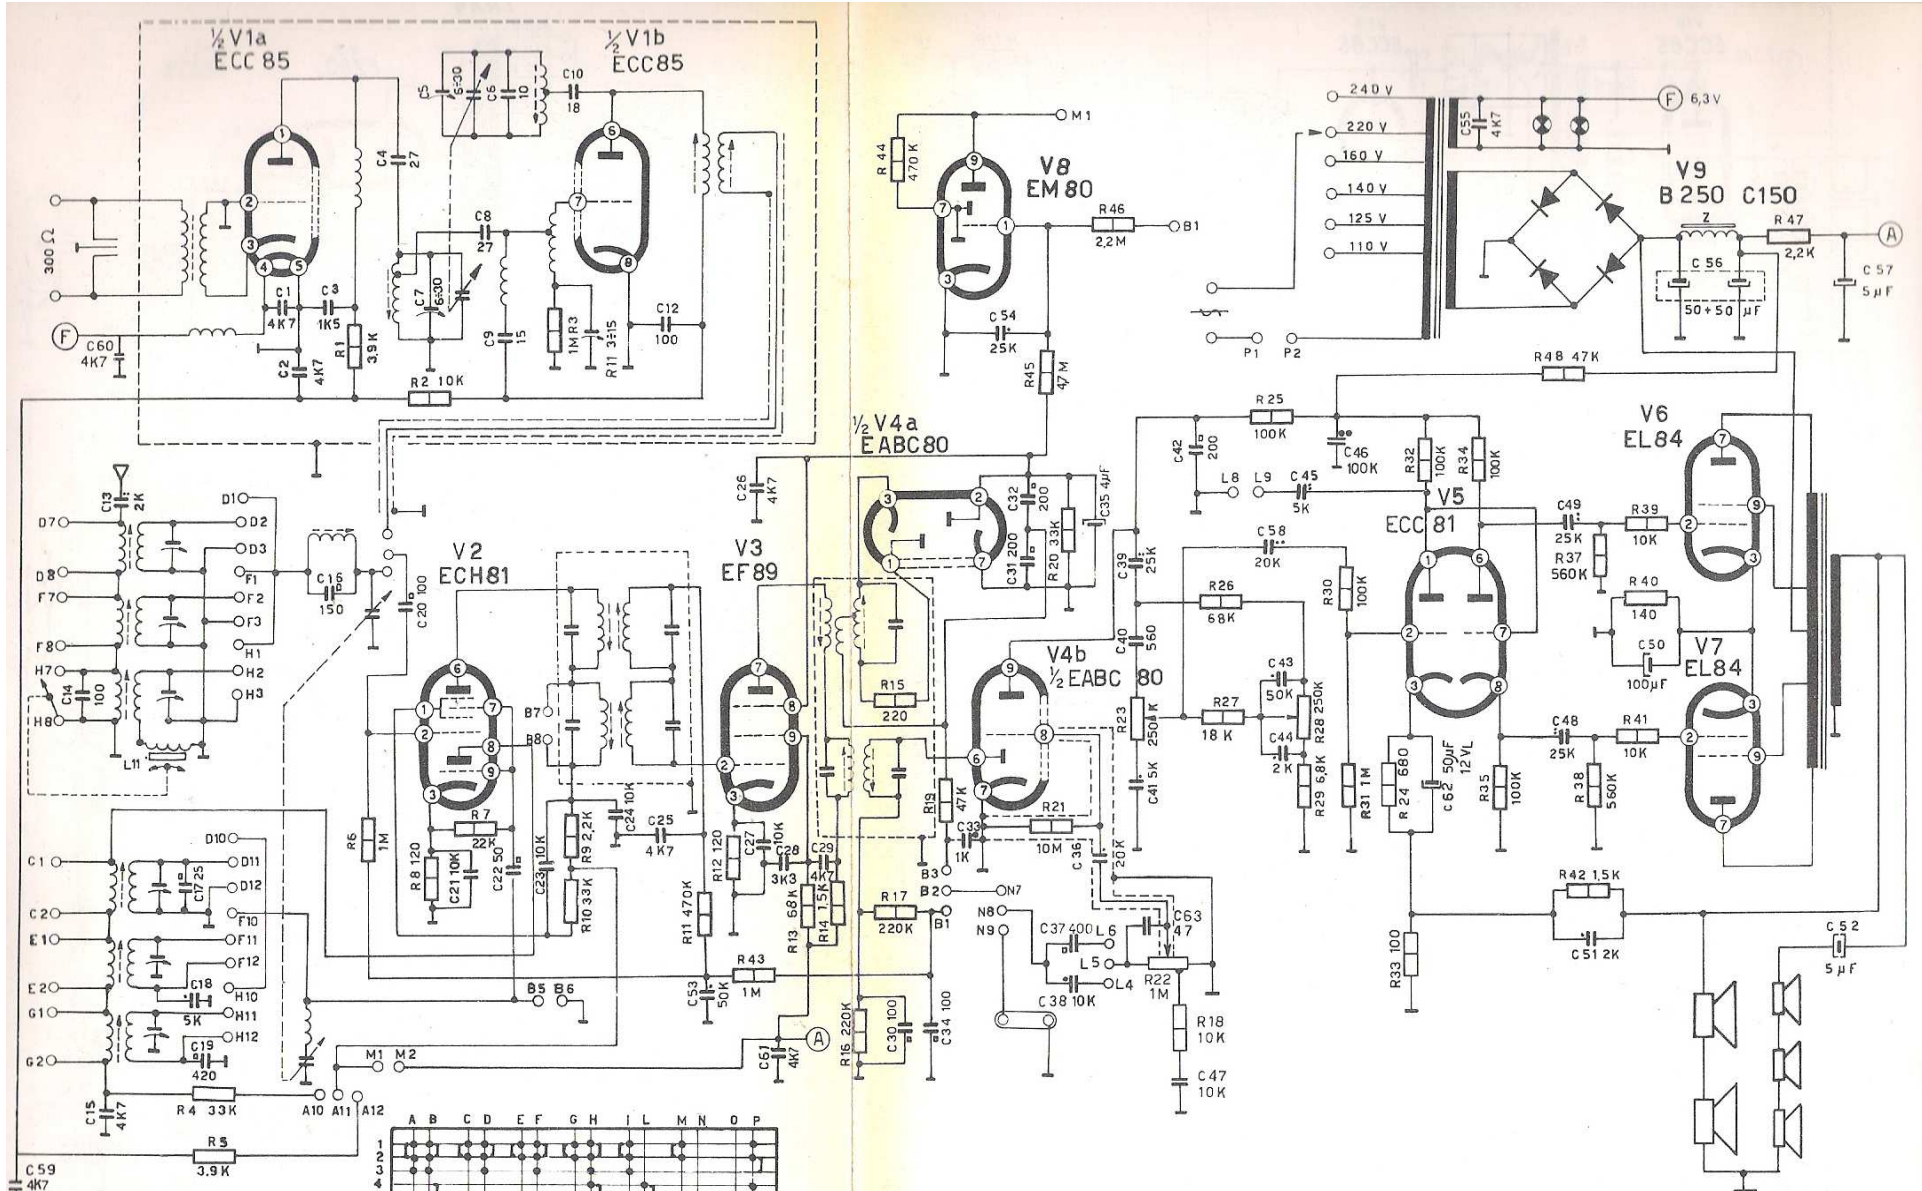 ½ V1a
ECC 85
½ V1b
ECC85
C5
6÷30
C6
10
C10
18
C4
27
300 Ω
C8
27
C7
6÷30
C9
15
C12
100
1M R3
R11 3÷15
C1
4K7
C3
1K5
R1
3,9K
C2
4K7
R2 10K
F
C60
4K7
M1
R 44
470 K
V8
EM 80
R 46
2,2M
B1
C 54
25K
R45
4,7 M
240 V
220 V
160 V
140 V
125 V
110 V
P1
P2
C55
4K7
F
6,3V
V9
B 250 C150
Z
R 47
2,2K
A
C 56
50+50 µF
C 57
5µF
R48 47K
½ V4a
EABC80
C42
200
R 25
100K
C46
100K
R32
100K
R34
100K
V6
EL84
L8
L9
C45
5K
V5
ECC 81
C49
25K
R39
10K
R37
560K
R 40
140
C 50
100µF
V7
EL84
C48
25K
R41
10K
R 38
560K
C13
2K
D1
D2
D3
F1
F2
F3
H1
H2
H3
D7
D8
F7
F8
H7
H8
C14
100
L11
C16
150
C20 100
V 2
ECH81
C26
4K7
V3
EF89
C32
200
C31 200
R20 33K
C35 4µF
C39
25K
C58
20K
R26
68K
R30
100K
C40
560
V4b
½ EABC 80
R23
250 K
R27
18 K
C43
50K
R28 250K
C44
2 K
C41 5K
R29 6,8K
R31 1M
R 24 680
C 62 50µF
12VL
R35
100K
B7
B8
R15
220
R19
47K
C33
1K
R21
10M
C36
20K
R6
1M
R 7
22K
R 8 120
C21 10K
C22 50
C23 10K
R9 2,2K
R10 33K
C24 10K
C25
4 K7
R11 470K
R12 120
C27
10K
C28
3K3
C29
4K7
R13
68 K
R14 1,5K
R17
220K
B3
B2
B1
N7
N8
N9
C37 400
L6
L5
L4
C38 10K
C63
47
R22
1M
R18
10K
C47
10K
R42 1,5K
C51 2K
R33 100
C 52
5 µF
D10
D11
D12
F10
F11
F12
H10
H11
H12
C1
C2
E1
E2
G1
G2
C17 25
C18
5K
C19
420
C15
4K7
R 4 33K
A10
A11
A12
R 5
3.9K
C59
4K7
M1
M2
R43
1M
C53
50K
B5
B6
C61
4K7
A
R16 220K
C30 100
C34 100
A B C D E F G H I L M N O P
1
2
3
4